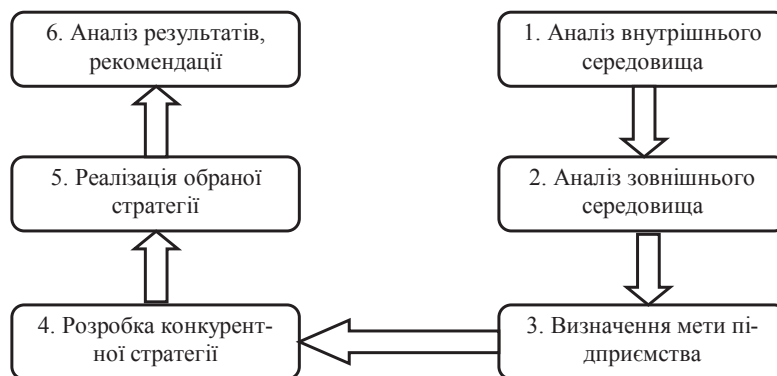 6. Аналіз результатів,
рекомендації
1. Аналіз внутрішнього
середовища
5. Реалізація обраної
стратегії
2. Аналіз зовнішнього
середовища
4. Розробка конкурент-
ної стратегії
3. Визначення мети пі-
дприємства